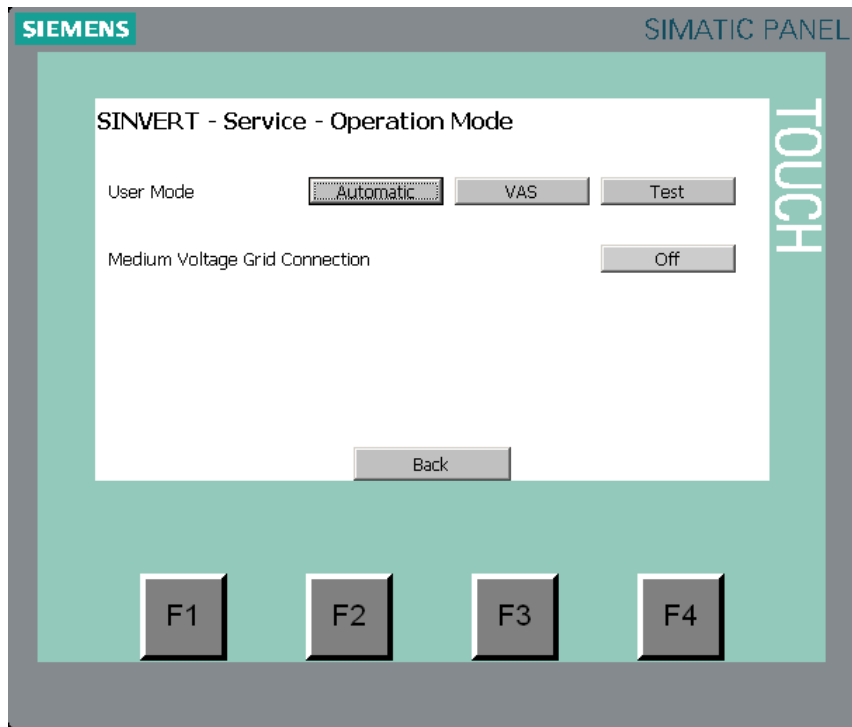 SIEMENS
SIMATIC PANEL
TOUCH
SINVERT - Service - Operation Mode
User Mode Automatic VAS Test
Medium Voltage Grid Connection Off
Back
F1 F2 F3 F4